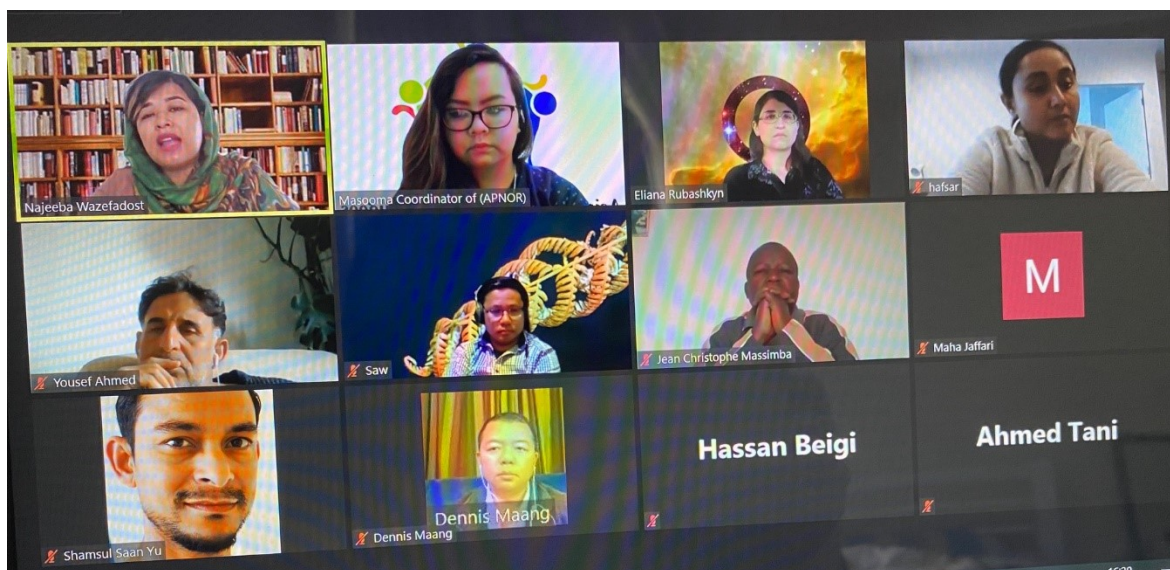 Najeeba Wazefadost
Masooma Coordinator of (APNOR)
Eliana Rubashkyn
hafsar
Yousef Ahmed
Saw
Jean Christophe Massimba
M
Maha Jaffari
Shamsul Saan Yu
Dennis Maang
Dennis Maang
Hassan Beigi
Ahmed Tani